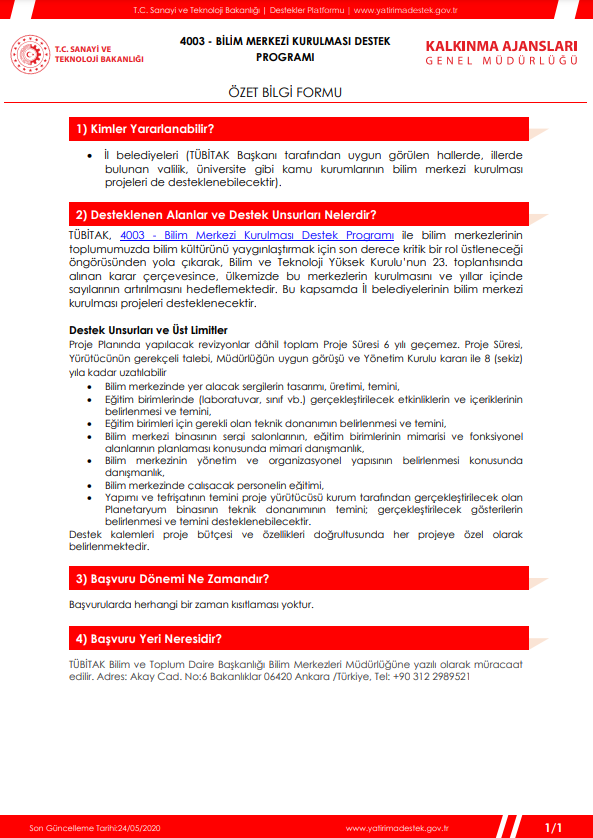 T.C. Sanayi ve Teknoloji Bakanlığı | Destekler Platformu | www.yatirimadestek.gov.tr
T.C. SANAYİ VE
TEKNOLOJİ BAKANLIĞI
4003 - BİLİM MERKEZİ KURULMASI DESTEK
PROGRAMI
KALKINMA AJANSLARI
GENEL MÜDÜRLÜĞÜ
ÖZET BİLGİ FORMU
1) Kimler Yararlanabilir?
• İl belediyeleri (TÜBİTAK Başkanı tarafından uygun görülen hallerde, illerde
bulunan valilik, üniversite gibi kamu kurumlarının bilim merkezi kurulması
projeleri de desteklenebilecektir).
2) Desteklenen Alanlar ve Destek Unsurları Nelerdir?
TÜBİTAK, 4003 - Bilim Merkezi Kurulması Destek Programı ile bilim merkezlerinin
toplumumuzda bilim kültürünü yaygınlaştırmak için son derece kritik bir rol üstleneceği
öngörüsünden yola çıkarak, Bilim ve Teknoloji Yüksek Kurulu’nun 23. toplantısında
alınan karar çerçevesince, ülkemizde bu merkezlerin kurulmasını ve yıllar içinde
sayılarının artırılmasını hedeflemektedir. Bu kapsamda İl belediyelerinin bilim merkezi
kurulması projeleri desteklenecektir.
Destek Unsurları ve Üst Limitler
Proje Planında yapılacak revizyonlar dâhil toplam Proje Süresi 6 yılı geçemez. Proje Süresi,
Yürütücünün gerekçeli talebi, Müdürlüğün uygun görüşü ve Yönetim Kurulu kararı ile 8 (sekiz)
yıla kadar uzatılabilir
• Bilim merkezinde yer alacak sergilerin tasarımı, üretimi, temini,
• Eğitim birimlerinde (laboratuvar, sınıf vb.) gerçekleştirilecek etkinliklerin ve içeriklerinin
belirlenmesi ve temini,
• Eğitim birimleri için gerekli olan teknik donanımın belirlenmesi ve temini,
• Bilim merkezi binasının sergi salonlarının, eğitim birimlerinin mimarisi ve fonksiyonel
alanlarının planlaması konusunda mimari danışmanlık,
• Bilim merkezinin yönetim ve organizasyonel yapısının belirlenmesi konusunda
danışmanlık,
• Bilim merkezinde çalışacak personelin eğitimi,
• Yapımı ve tefrişatının temini proje yürütücüsü kurum tarafından gerçekleştirilecek olan
Planetaryum binasının teknik donanımının temini; gerçekleştirilecek gösterilerin
belirlenmesi ve temini desteklenebilecektir.
Destek kalemleri proje bütçesi ve özellikleri doğrultusunda her projeye özel olarak
belirlenmektedir.
3) Başvuru Dönemi Ne Zamandır?
Başvurularda herhangi bir zaman kısıtlaması yoktur.
4) Başvuru Yeri Neresidir?
TÜBİTAK Bilim ve Toplum Daire Başkanlığı Bilim Merkezleri Müdürlüğüne yazılı olarak müracaat
edilir. Adres: Akay Cad. No:6 Bakanlıklar 06420 Ankara /Türkiye, Tel: +90 312 2989521
Son Güncelleme Tarihi:24/05/2020
www.yatirimadestek.gov.tr
1/1